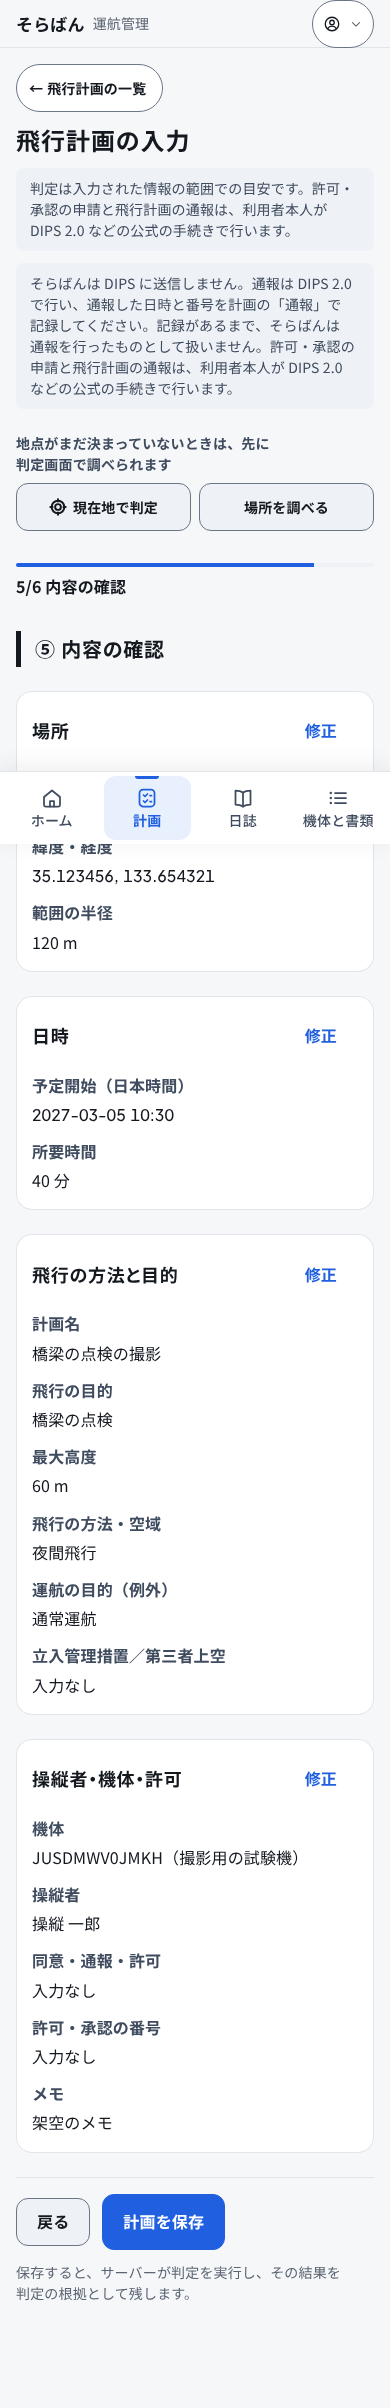 そらばん 運航管理
← 飛行計画の一覧
飛行計画の入力
判定は入力された情報の範囲での目安です。許可・
承認の申請と飛行計画の通報は、利用者本人が
DIPS 2.0 などの公式の手続きで行います。
そらばんは DIPS に送信しません。通報は DIPS 2.0
で行い、通報した日時と番号を計画の「通報」で
記録してください。記録があるまで、そらばんは
通報を行ったものとして扱いません。許可・承認の
申請と飛行計画の通報は、利用者本人が DIPS 2.0
などの公式の手続きで行います。
地点がまだ決まっていないときは、先に
判定画面で調べられます
現在地で判定 場所を調べる
5/6 内容の確認
⑤ 内容の確認
場所 修正
ホーム 計画 日誌 機体と書類
緯度・経度
35.123456, 133.654321
範囲の半径
120 m
日時 修正
予定開始（日本時間）
2027-03-05 10:30
所要時間
40 分
飛行の方法と目的 修正
計画名
橋梁の点検の撮影
飛行の目的
橋梁の点検
最大高度
60 m
飛行の方法・空域
夜間飛行
運航の目的（例外）
通常運航
立入管理措置／第三者上空
入力なし
操縦者・機体・許可 修正
機体
JUSDMWV0JMKH（撮影用の試験機）
操縦者
操縦 一郎
同意・通報・許可
入力なし
許可・承認の番号
入力なし
メモ
架空のメモ
戻る 計画を保存
保存すると、サーバーが判定を実行し、その結果を
判定の根拠として残します。